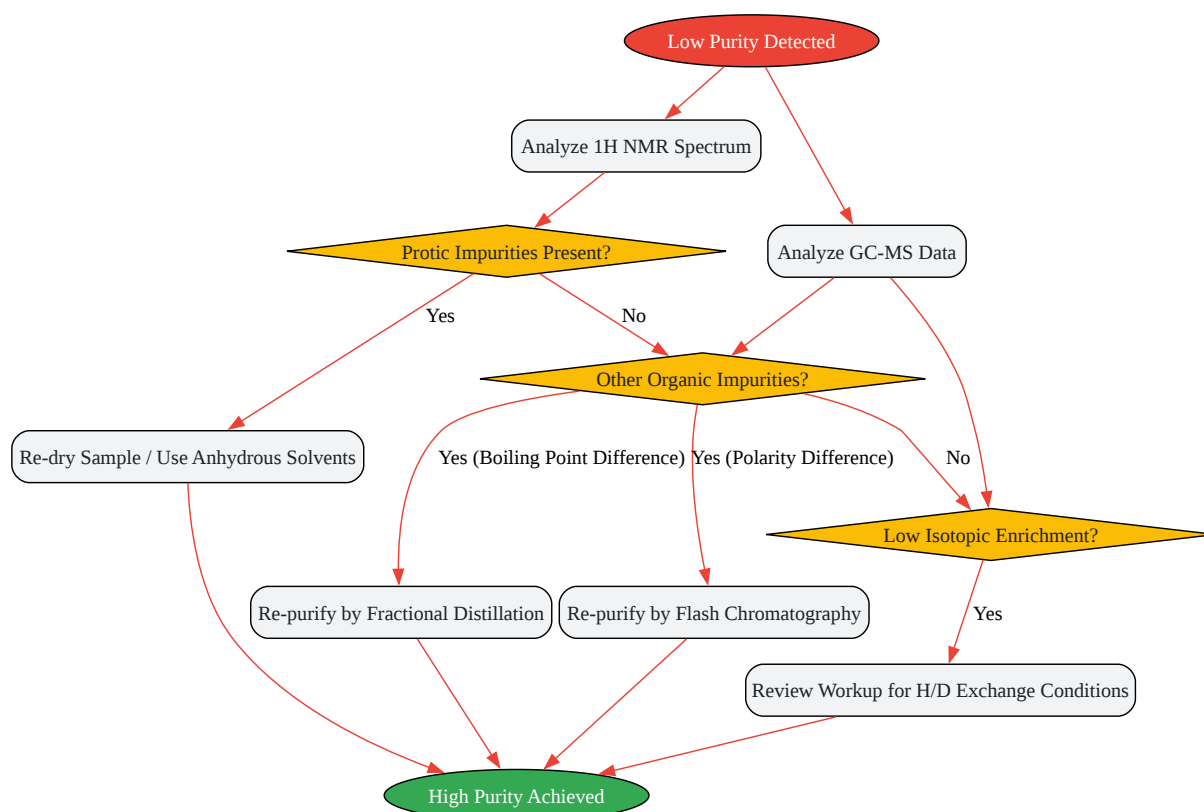 Low Purity Detected
Analyze 1H NMR Spectrum
Protic Impurities Present?
Analyze GC-MS Data
Yes
No
Other Organic Impurities?
Re-dry Sample / Use Anhydrous Solvents
Yes (Boiling Point Difference)
Yes (Polarity Difference)
No
Low Isotopic Enrichment?
Re-purify by Fractional Distillation
Re-purify by Flash Chromatography
Yes
Review Workup for H/D Exchange Conditions
High Purity Achieved